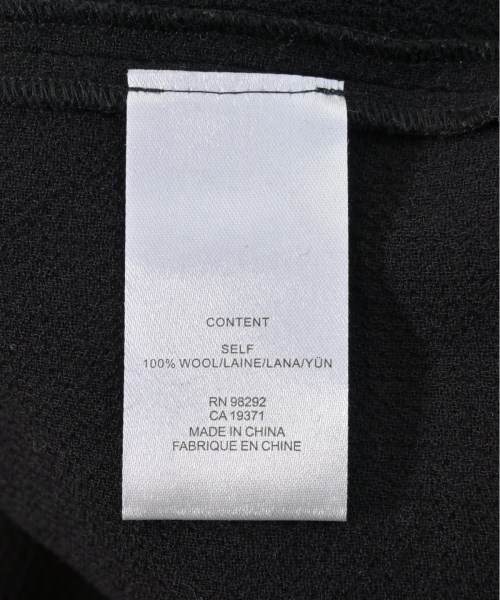 CONTENT
SELF
100% WOOL/LAINE/LANA/YÜN
RN 98292
CA 19371
MADE IN CHINA
FABRIQUE EN CHINE